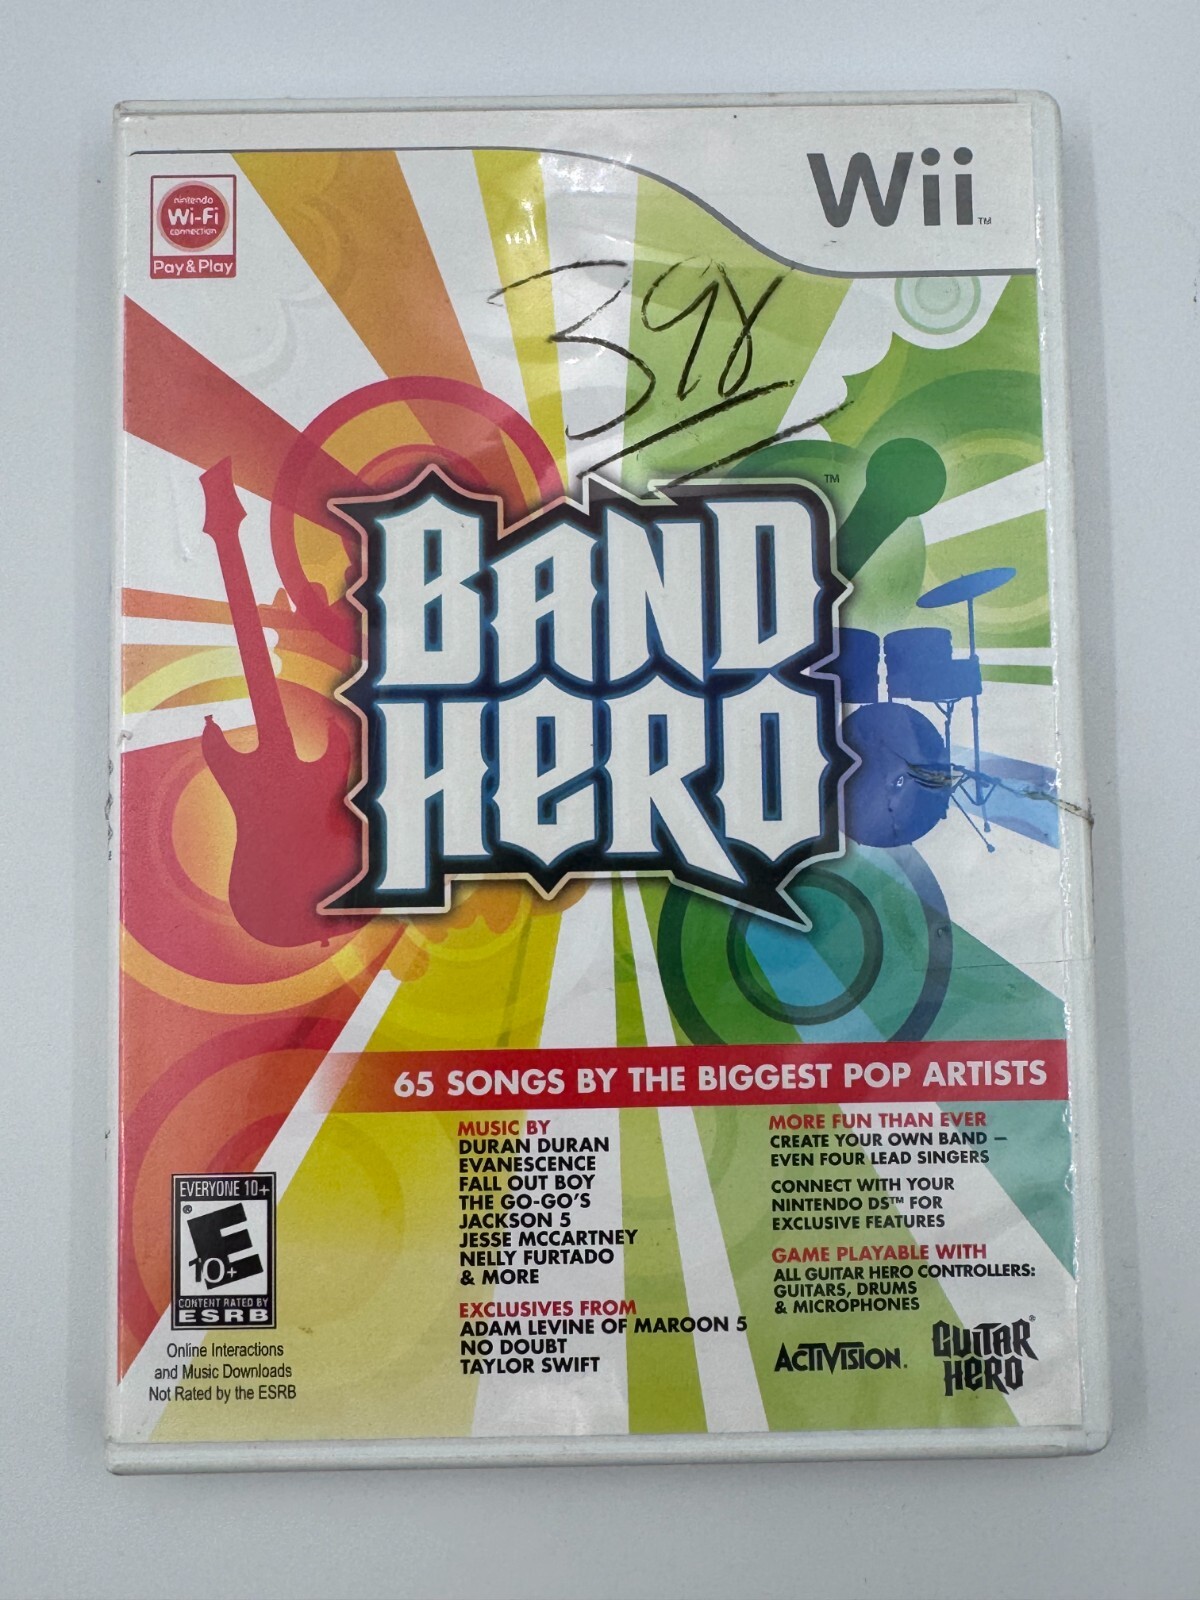 Wii™
nintendo
Wi-Fi
connection
Pay & Play
398
BAND™
HERO
65 SONGS BY THE BIGGEST POP ARTISTS
MUSIC BY
DURAN DURAN
EVANESCENCE
FALL OUT BOY
THE GO-GO'S
JACKSON 5
JESSE MCCARTNEY
NELLY FURTADO
& MORE
EXCLUSIVES FROM
ADAM LEVINE OF MAROON 5
NO DOUBT
TAYLOR SWIFT
MORE FUN THAN EVER
CREATE YOUR OWN BAND –
EVEN FOUR LEAD SINGERS
CONNECT WITH YOUR
NINTENDO DS™ FOR
EXCLUSIVE FEATURES
GAME PLAYABLE WITH
ALL GUITAR HERO CONTROLLERS:
GUITARS, DRUMS
& MICROPHONES
ACTIVISION.
GUITAR®
HERO
EVERYONE 10+
E®
10+
CONTENT RATED BY
ESRB
Online Interactions
and Music Downloads
Not Rated by the ESRB